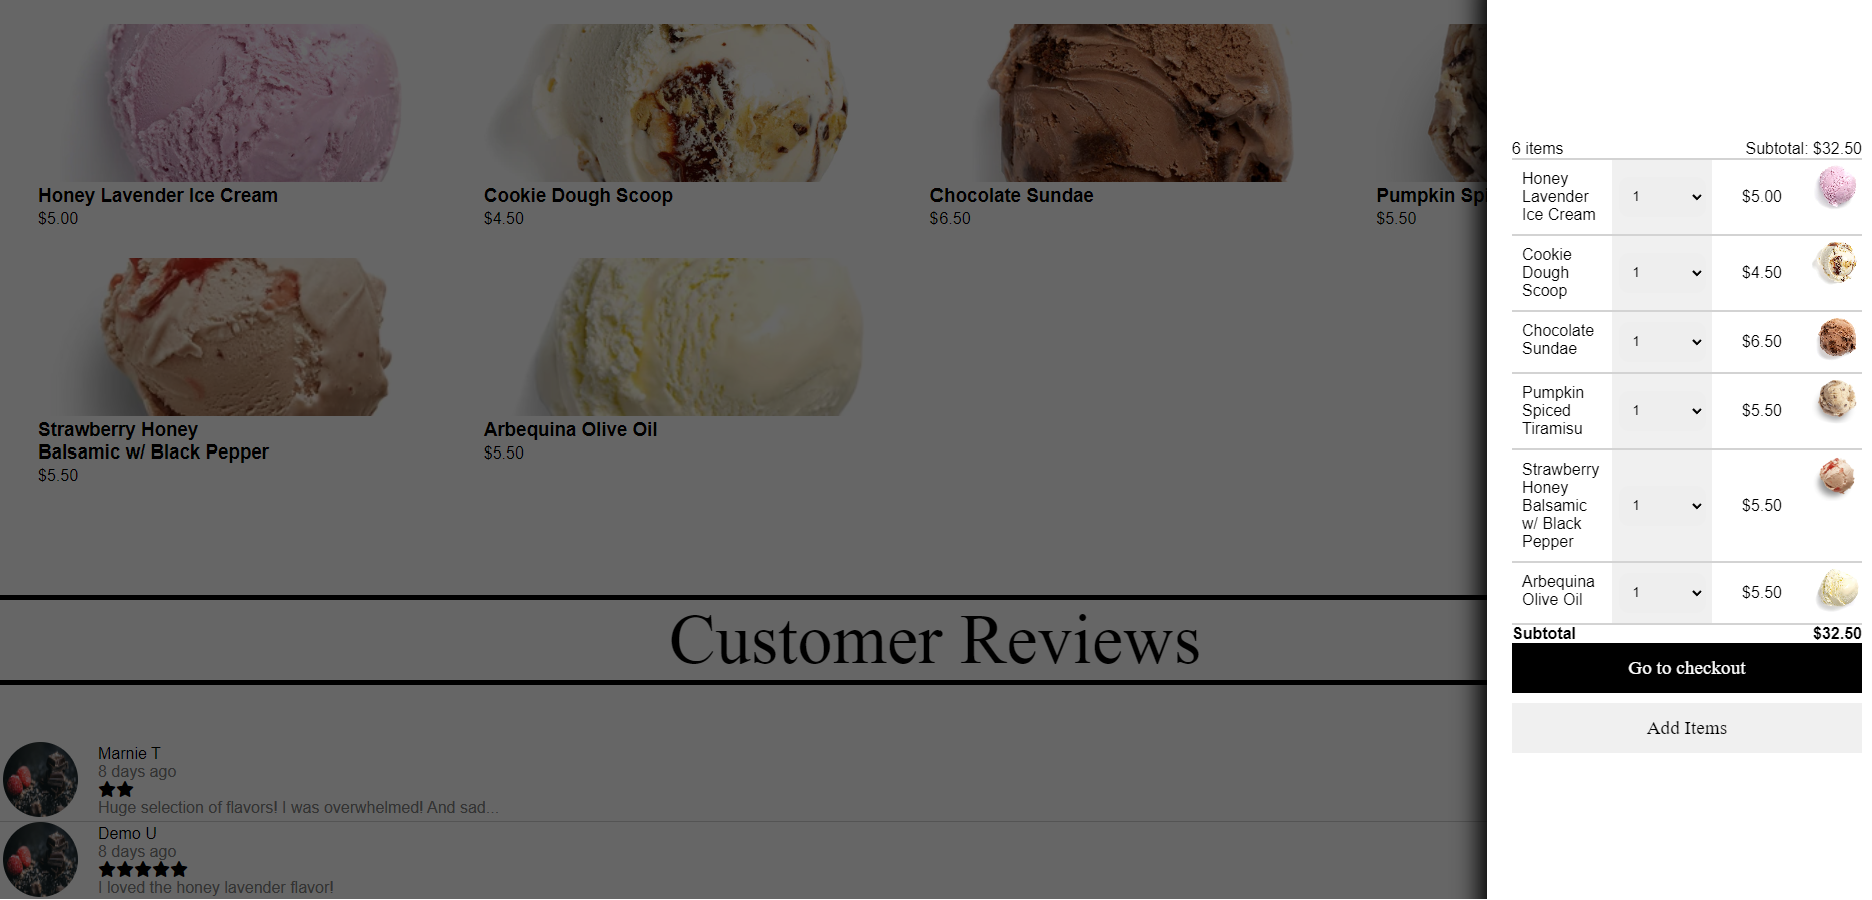 Honey Lavender Ice Cream
$5.00
Cookie Dough Scoop
$4.50
Chocolate Sundae
$6.50
Pumpkin Spi
$5.50
Strawberry Honey
Balsamic w/ Black Pepper
$5.50
Arbequina Olive Oil
$5.50
Customer Reviews
Marnie T
8 days ago
Huge selection of flavors! I was overwhelmed! And sad...
Demo U
8 days ago
I loved the honey lavender flavor!
6 items
Subtotal: $32.50
Honey
Lavender
Ice Cream
1
$5.00
Cookie
Dough
Scoop
1
$4.50
Chocolate
Sundae
1
$6.50
Pumpkin
Spiced
Tiramisu
1
$5.50
Strawberry
Honey
Balsamic
w/ Black
Pepper
1
$5.50
Arbequina
Olive Oil
1
$5.50
Subtotal
$32.50
Go to checkout
Add Items